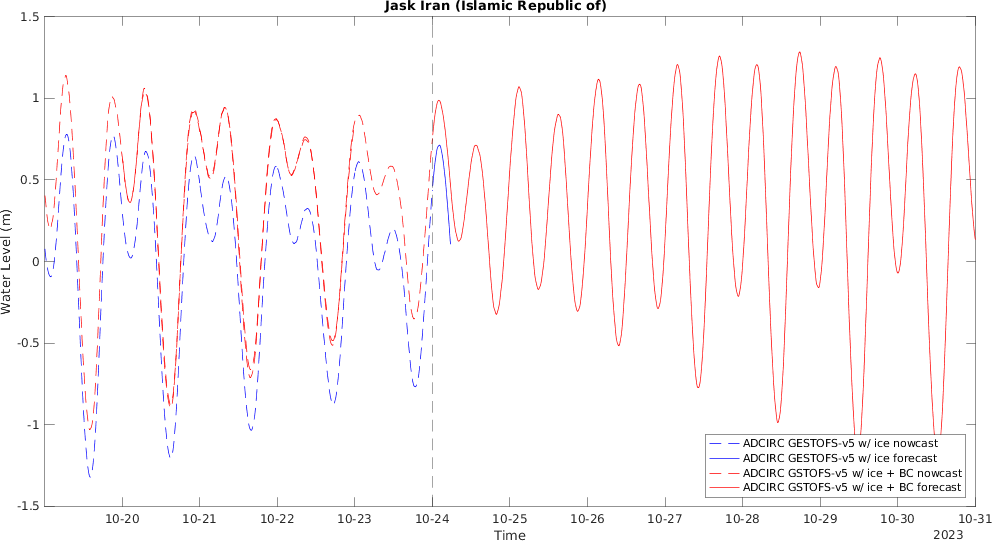 Jask Iran (Islamic Republic of)
1.5
1
0.5
0
-0.5
-1
-1.5
Water Level (m)
ADCIRC GESTOFS-v5 w/ ice nowcast
ADCIRC GESTOFS-v5 w/ ice forecast
ADCIRC GSTOFS-v5 w/ ice + BC nowcast
ADCIRC GSTOFS-v5 w/ ice + BC forecast
10-20 10-21 10-22 10-23 10-24 10-25 10-26 10-27 10-28 10-29 10-30 10-31
Time
2023